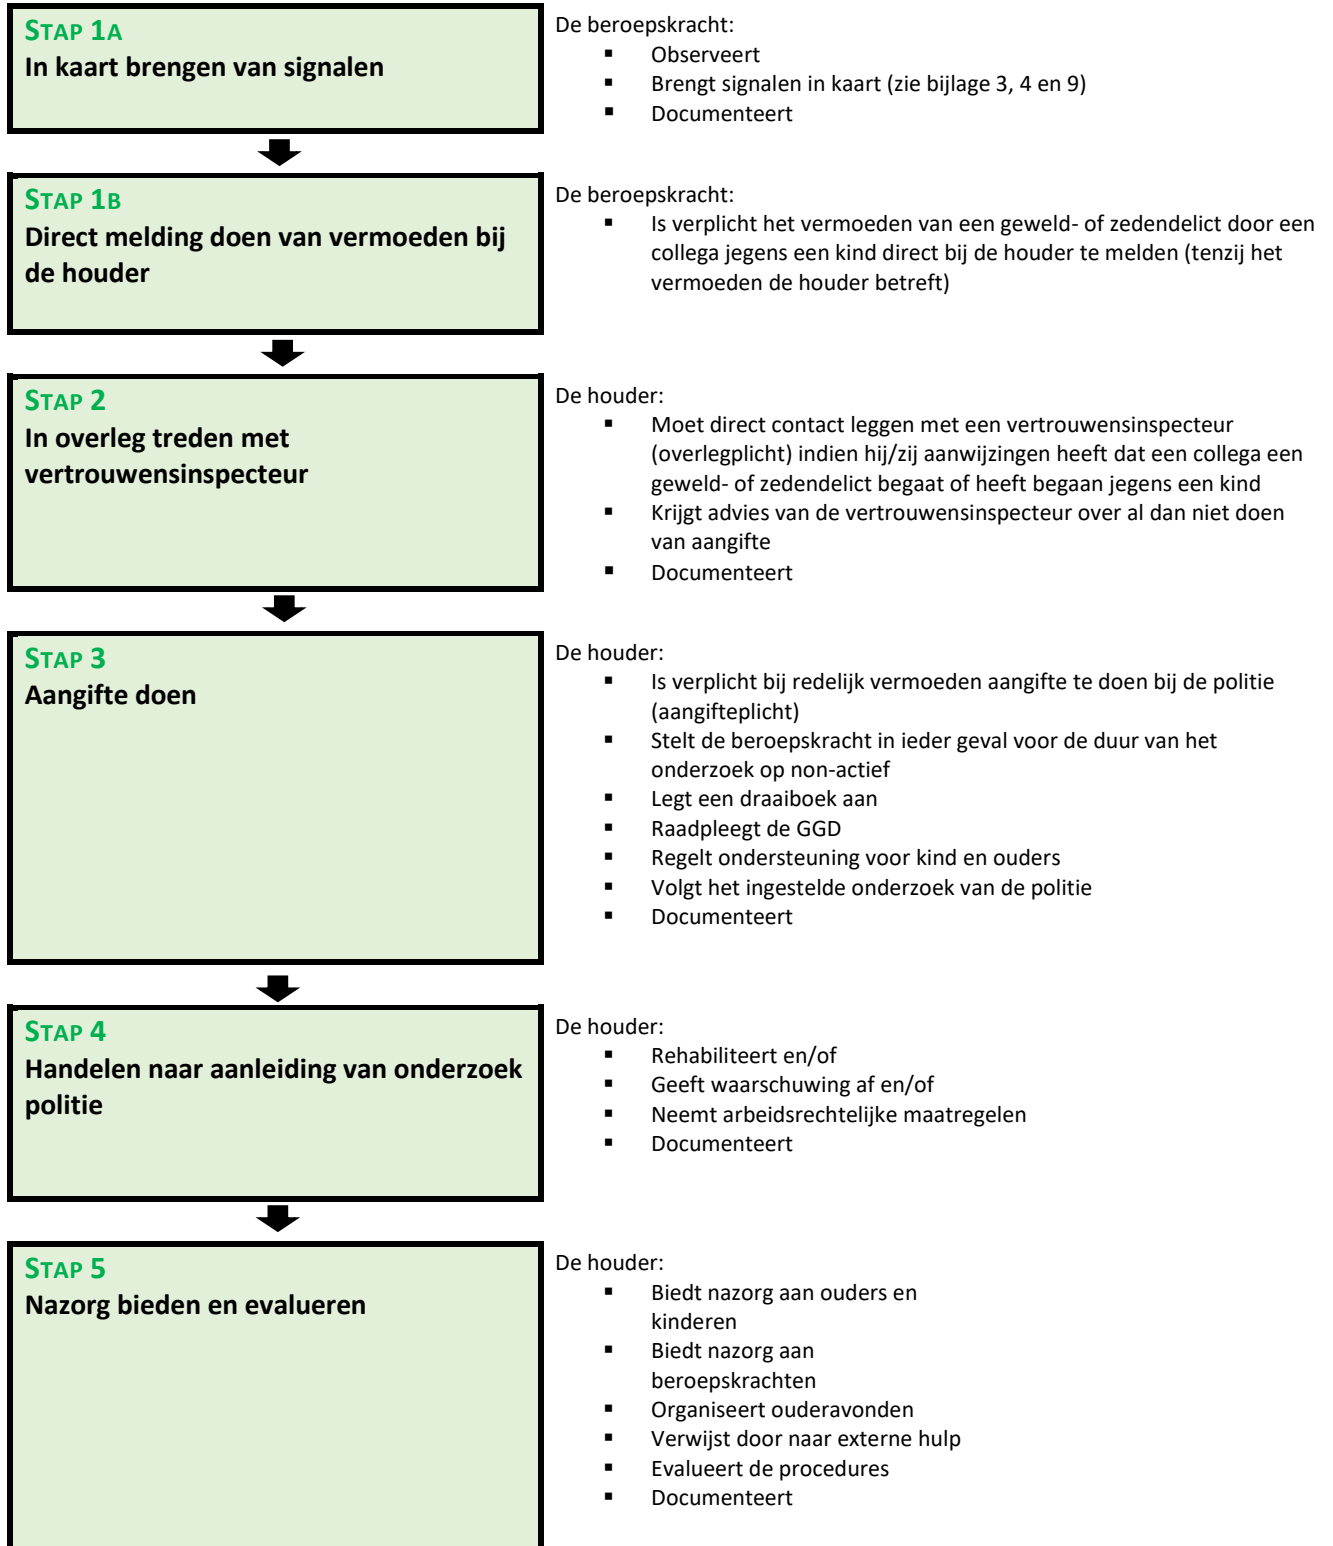 STAP 1A
In kaart brengen van signalen
De beroepskracht:
▪ Observeert
▪ Brengt signalen in kaart (zie bijlage 3, 4 en 9)
▪ Documenteert
STAP 1B
Direct melding doen van vermoeden bij
de houder
De beroepskracht:
▪ Is verplicht het vermoeden van een geweld- of zedendelict door een
collega jegens een kind direct bij de houder te melden (tenzij het
vermoeden de houder betreft)
STAP 2
In overleg treden met
vertrouwensinspecteur
De houder:
▪ Moet direct contact leggen met een vertrouwensinspecteur
(overlegplicht) indien hij/zij aanwijzingen heeft dat een collega een
geweld- of zedendelict begaat of heeft begaan jegens een kind
▪ Krijgt advies van de vertrouwensinspecteur over al dan niet doen
van aangifte
▪ Documenteert
STAP 3
Aangifte doen
De houder:
▪ Is verplicht bij redelijk vermoeden aangifte te doen bij de politie
(aangifteplicht)
▪ Stelt de beroepskracht in ieder geval voor de duur van het
onderzoek op non-actief
▪ Legt een draaiboek aan
▪ Raadpleegt de GGD
▪ Regelt ondersteuning voor kind en ouders
▪ Volgt het ingestelde onderzoek van de politie
▪ Documenteert
STAP 4
Handelen naar aanleiding van onderzoek
politie
De houder:
▪ Rehabiliteert en/of
▪ Geeft waarschuwing af en/of
▪ Neemt arbeidsrechtelijke maatregelen
▪ Documenteert
STAP 5
Nazorg bieden en evalueren
De houder:
▪ Biedt nazorg aan ouders en
kinderen
▪ Biedt nazorg aan
beroepskrachten
▪ Organiseert ouderavonden
▪ Verwijst door naar externe hulp
▪ Evalueert de procedures
▪ Documenteert